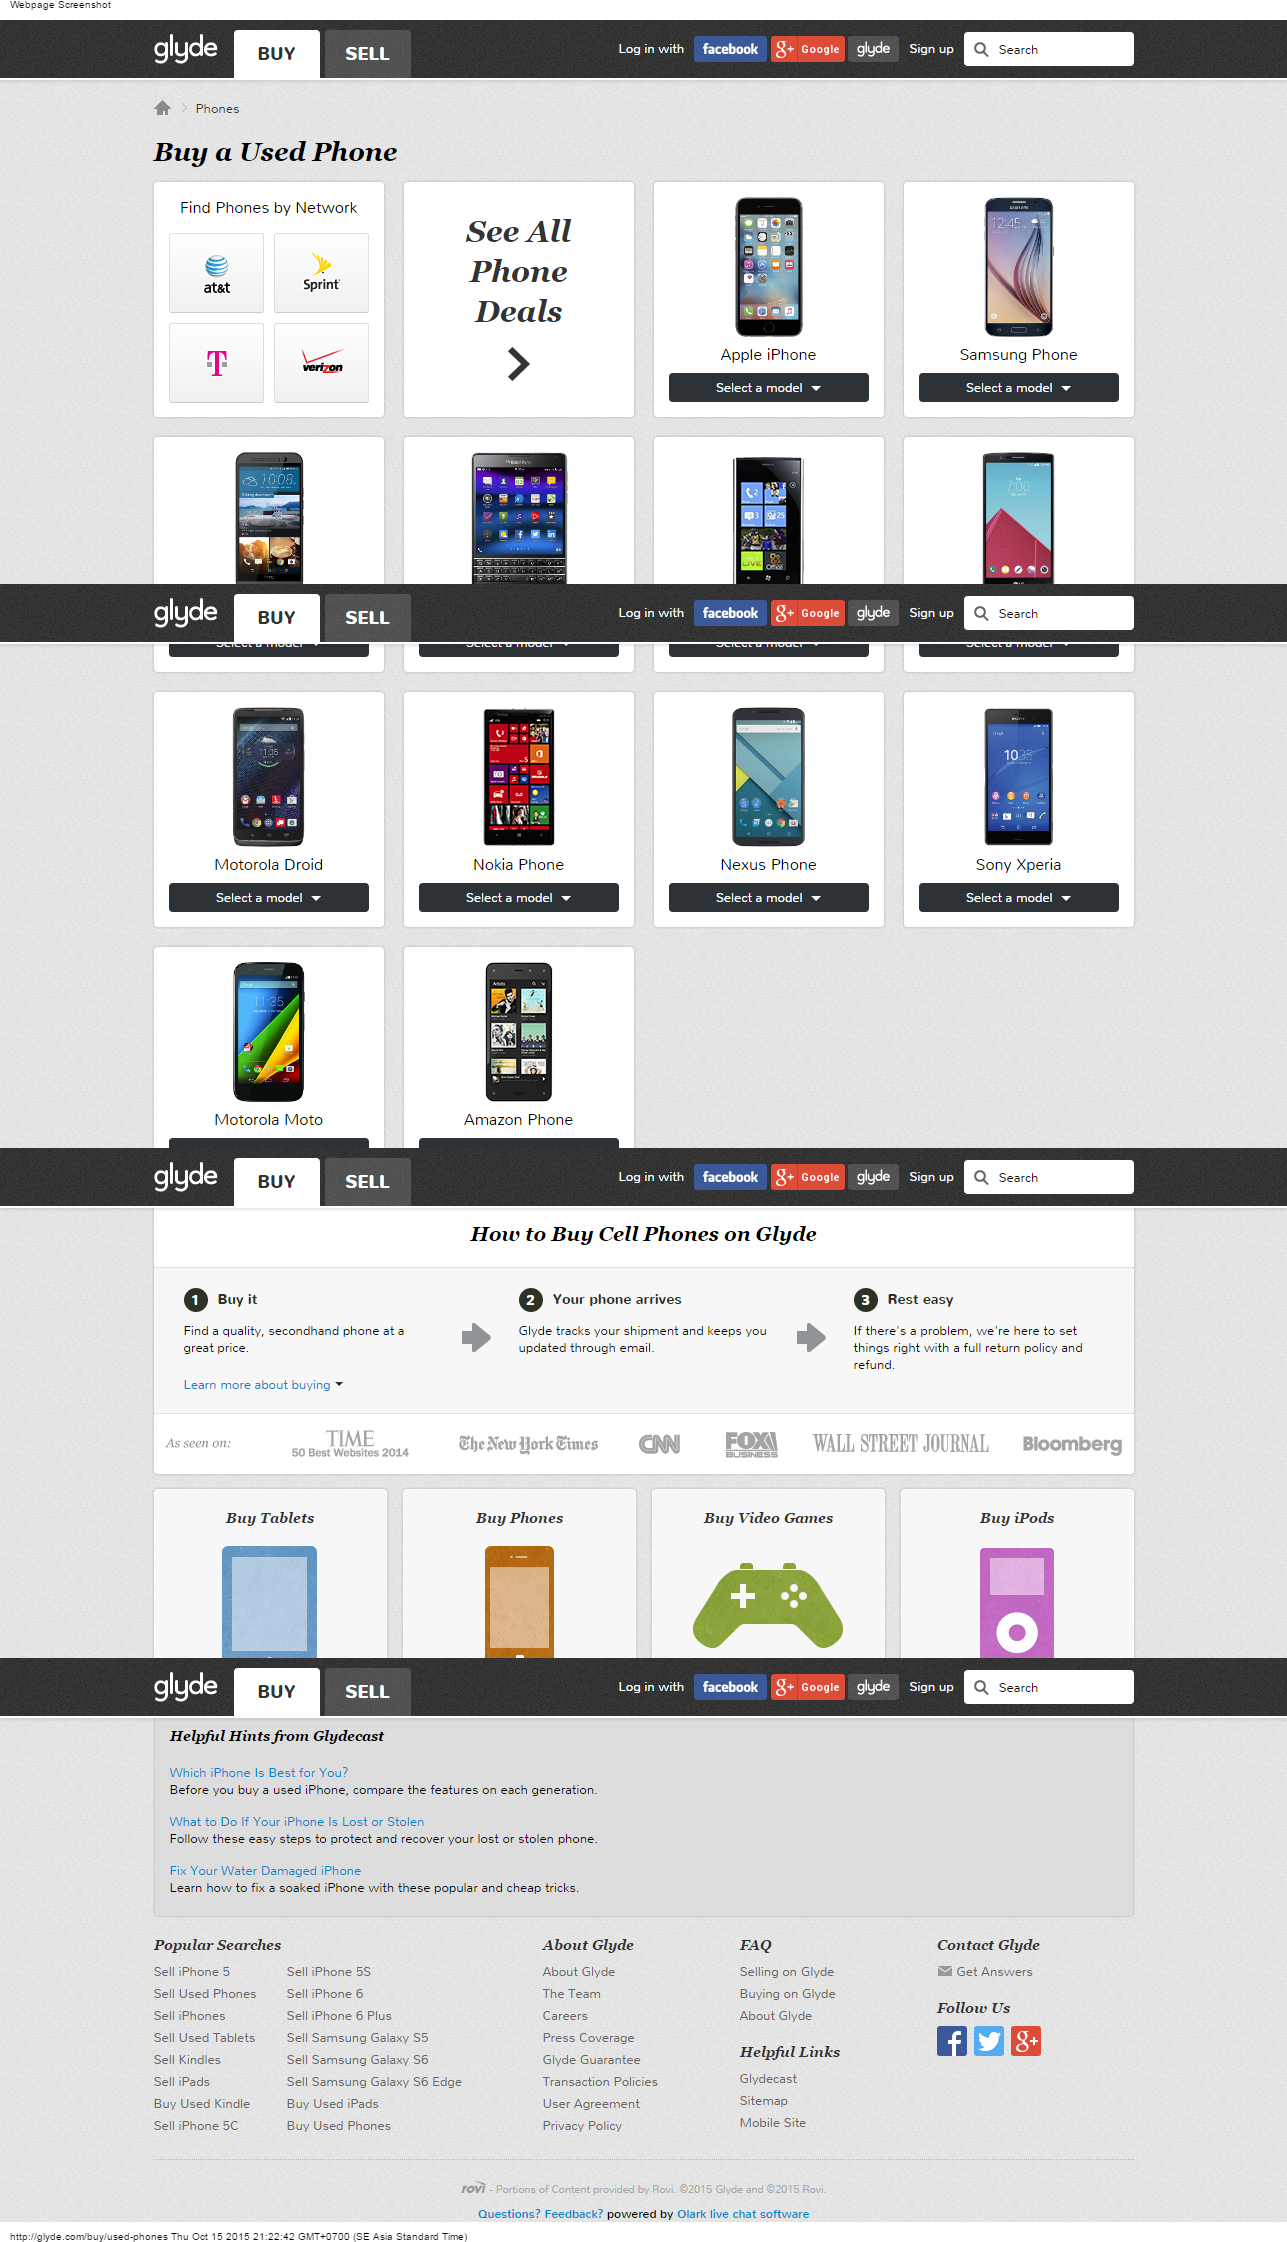 Webpage Screenshot
glyde BUY SELL Log in with facebook g+ Google glyde Sign up Search
Phones
Buy a Used Phone
Find Phones by Network
at&t Sprint
T verizon
See All
Phone
Deals
Apple iPhone
Select a model
Samsung Phone
Select a model
glyde BUY SELL Log in with facebook g+ Google glyde Sign up Search
Select a model Select a model Select a model Select a model
Motorola Droid Nokia Phone Nexus Phone Sony Xperia
Select a model Select a model Select a model Select a model
Motorola Moto Amazon Phone
glyde BUY SELL Log in with facebook g+ Google glyde Sign up Search
How to Buy Cell Phones on Glyde
1 Buy it
Find a quality, secondhand phone at a
great price.
Learn more about buying
2 Your phone arrives
Glyde tracks your shipment and keeps you
updated through email.
3 Rest easy
If there's a problem, we're here to set
things right with a full return policy and
refund.
As seen on:
TIME
50 Best Websites 2014
The New York Times
CNN
FOX
BUSINESS
WALL STREET JOURNAL
Bloomberg
Buy Tablets Buy Phones Buy Video Games Buy iPods
glyde BUY SELL Log in with facebook g+ Google glyde Sign up Search
Helpful Hints from Glydecast
Which iPhone Is Best for You?
Before you buy a used iPhone, compare the features on each generation.
What to Do If Your iPhone Is Lost or Stolen
Follow these easy steps to protect and recover your lost or stolen phone.
Fix Your Water Damaged iPhone
Learn how to fix a soaked iPhone with these popular and cheap tricks.
Popular Searches
Sell iPhone 5
Sell Used Phones
Sell iPhones
Sell Used Tablets
Sell Kindles
Sell iPads
Buy Used Kindle
Sell iPhone 5C
Sell iPhone 5S
Sell iPhone 6
Sell iPhone 6 Plus
Sell Samsung Galaxy S5
Sell Samsung Galaxy S6
Sell Samsung Galaxy S6 Edge
Buy Used iPads
Buy Used Phones
About Glyde
About Glyde
The Team
Careers
Press Coverage
Glyde Guarantee
Transaction Policies
User Agreement
Privacy Policy
FAQ
Selling on Glyde
Buying on Glyde
About Glyde
Helpful Links
Glydecast
Sitemap
Mobile Site
Contact Glyde
Get Answers
Follow Us
rovi - Portions of Content provided by Rovi. ©2015 Glyde and ©2015 Rovi.
Questions? Feedback? powered by Olark live chat software
http://glyde.com/buy/used-phones Thu Oct 15 2015 21:22:42 GMT+0700 (SE Asia Standard Time)